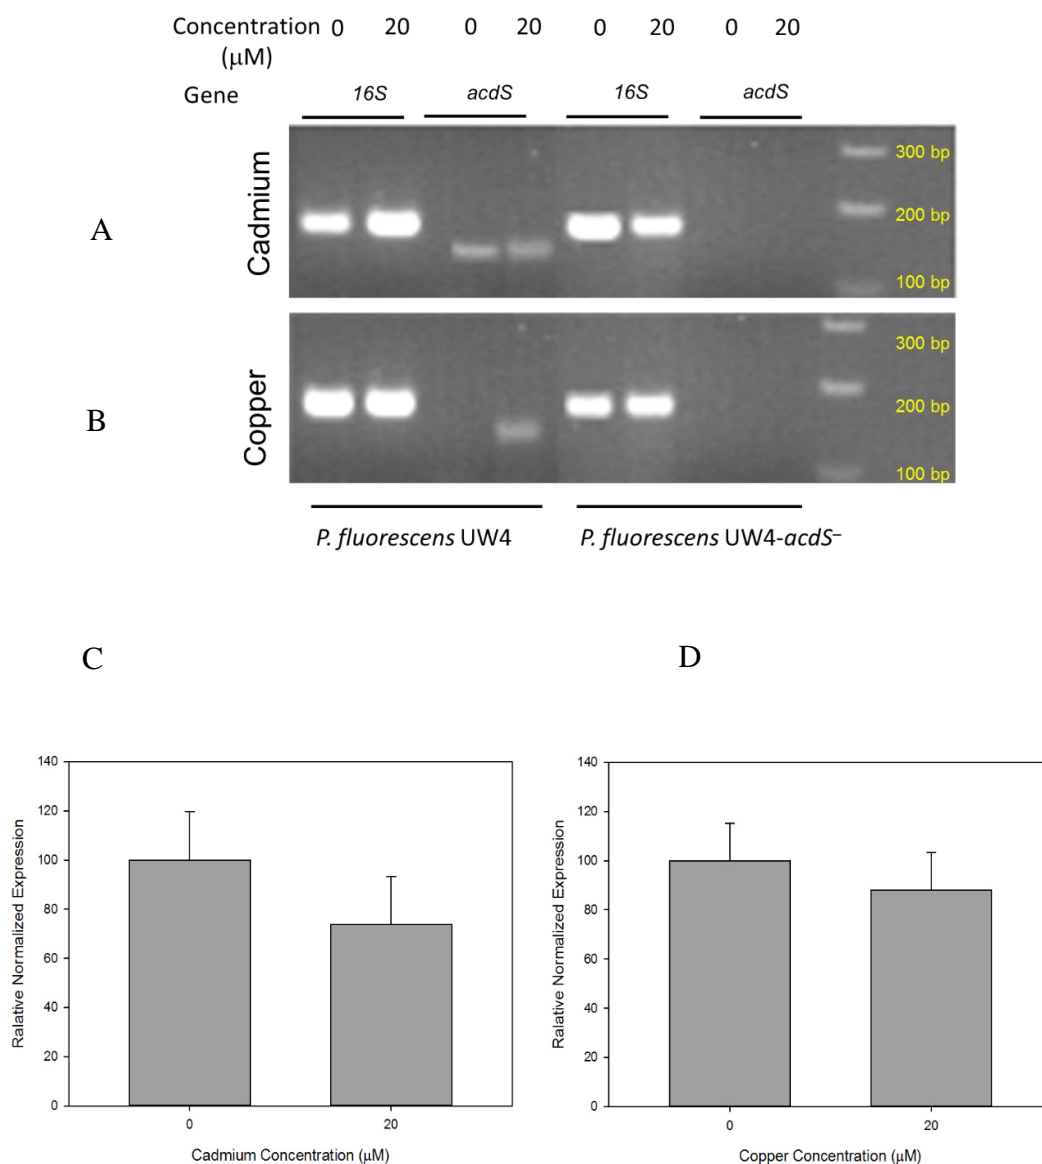 Concentration 0 20 0 20 0 20 0 20
(μM)
Gene 16S acdS 16S acdS
A
Cadmium
300 bp
200 bp
100 bp
B
Copper
300 bp
200 bp
100 bp
P. fluorescens UW4 P. fluorescens UW4-acdS–
C D
140
120
100
80
60
40
20
0
Ralative Normalized Expression
0 20
Cadmium Concentration (μM)
140
120
100
80
60
40
20
0
Ralative Normalized Expression
0 20
Copper Concentration (μM)